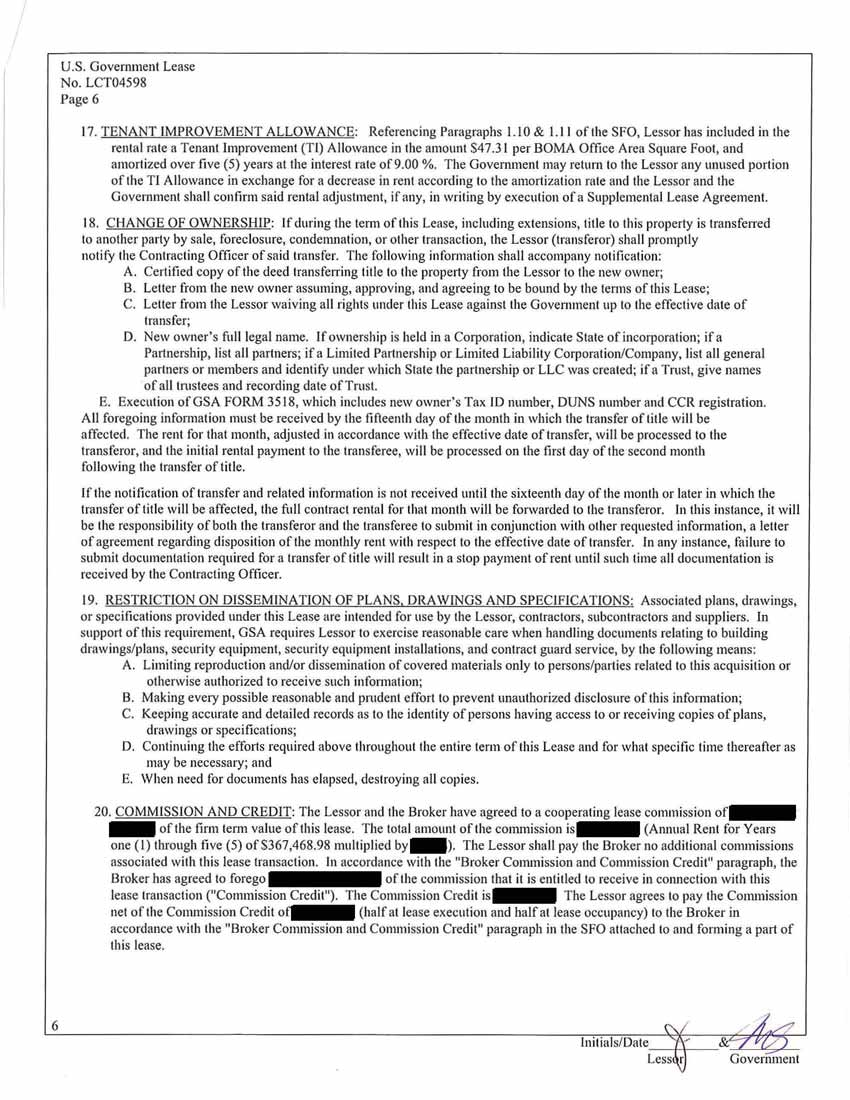 U.S. Government Lease
No. LCT04598
Page 6
17. TENANT IMPROVEMENT ALLOWANCE: Referencing Paragraphs 1.10 & 1.11 of the SFO, Lessor has included in the
rental rate a Tenant Improvement (TI) Allowance in the amount $47.31 per BOMA Office Area Square Foot, and
amortized over five (5) years at the interest rate of 9.00 %. The Government may return to the Lessor any unused portion
of the TI Allowance in exchange for a decrease in rent according to the amortization rate and the Lessor and the
Government shall confirm said rental adjustment, if any, in writing by execution of a Supplemental Lease Agreement.
18. CHANGE OF OWNERSHIP: If during the term of this Lease, including extensions, title to this property is transferred
to another party by sale, foreclosure, condemnation, or other transaction, the Lessor (transferor) shall promptly
notify the Contracting Officer of said transfer. The following information shall accompany notification:
A. Certified copy of the deed transferring title to the property from the Lessor to the new owner;
B. Letter from the new owner assuming, approving, and agreeing to be bound by the terms of this Lease;
C. Letter from the Lessor waiving all rights under this Lease against the Government up to the effective date of
transfer;
D. New owner's full legal name. If ownership is held in a Corporation, indicate State of incorporation; if a
Partnership, list all partners; if a Limited Partnership or Limited Liability Corporation/Company, list all general
partners or members and identify under which State the partnership or LLC was created; if a Trust, give names
of all trustees and recording date of Trust.
E. Execution of GSA FORM 3518, which includes new owner's Tax ID number, DUNS number and CCR registration.
All foregoing information must be received by the fifteenth day of the month in which the transfer of title will be
affected. The rent for that month, adjusted in accordance with the effective date of transfer, will be processed to the
transferor, and the initial rental payment to the transferee, will be processed on the first day of the second month
following the transfer of title.
If the notification of transfer and related information is not received until the sixteenth day of the month or later in which the
transfer of title will be affected, the full contract rental for that month will be forwarded to the transferor. In this instance, it will
be the responsibility of both the transferor and the transferee to submit in conjunction with other requested information, a letter
of agreement regarding disposition of the monthly rent with respect to the effective date of transfer. In any instance, failure to
submit documentation required for a transfer of title will result in a stop payment of rent until such time all documentation is
received by the Contracting Officer.
19. RESTRICTION ON DISSEMINATION OF PLANS, DRAWINGS AND SPECIFICATIONS: Associated plans, drawings,
or specifications provided under this Lease are intended for use by the Lessor, contractors, subcontractors and suppliers. In
support of this requirement, GSA requires Lessor to exercise reasonable care when handling documents relating to building
drawings/plans, security equipment, security equipment installations, and contract guard service, by the following means:
A. Limiting reproduction and/or dissemination of covered materials only to persons/parties related to this acquisition or
otherwise authorized to receive such information;
B. Making every possible reasonable and prudent effort to prevent unauthorized disclosure of this information;
C. Keeping accurate and detailed records as to the identity of persons having access to or receiving copies of plans,
drawings or specifications;
D. Continuing the efforts required above throughout the entire term of this Lease and for what specific time thereafter as
may be necessary; and
E. When need for documents has elapsed, destroying all copies.
20. COMMISSION AND CREDIT: The Lessor and the Broker have agreed to a cooperating lease commission of
of the firm term value of this lease. The total amount of the commission is (Annual Rent for Years
one (1) through five (5) of $367,468.98 multiplied by ). The Lessor shall pay the Broker no additional commissions
associated with this lease transaction. In accordance with the "Broker Commission and Commission Credit" paragraph, the
Broker has agreed to forego of the commission that it is entitled to receive in connection with this
lease transaction ("Commission Credit"). The Commission Credit is The Lessor agrees to pay the Commission
net of the Commission Credit of (half at lease execution and half at lease occupancy) to the Broker in
accordance with the "Broker Commission and Commission Credit" paragraph in the SFO attached to and forming a part of
this lease.
6
Initials/Date & 
Lessor Government